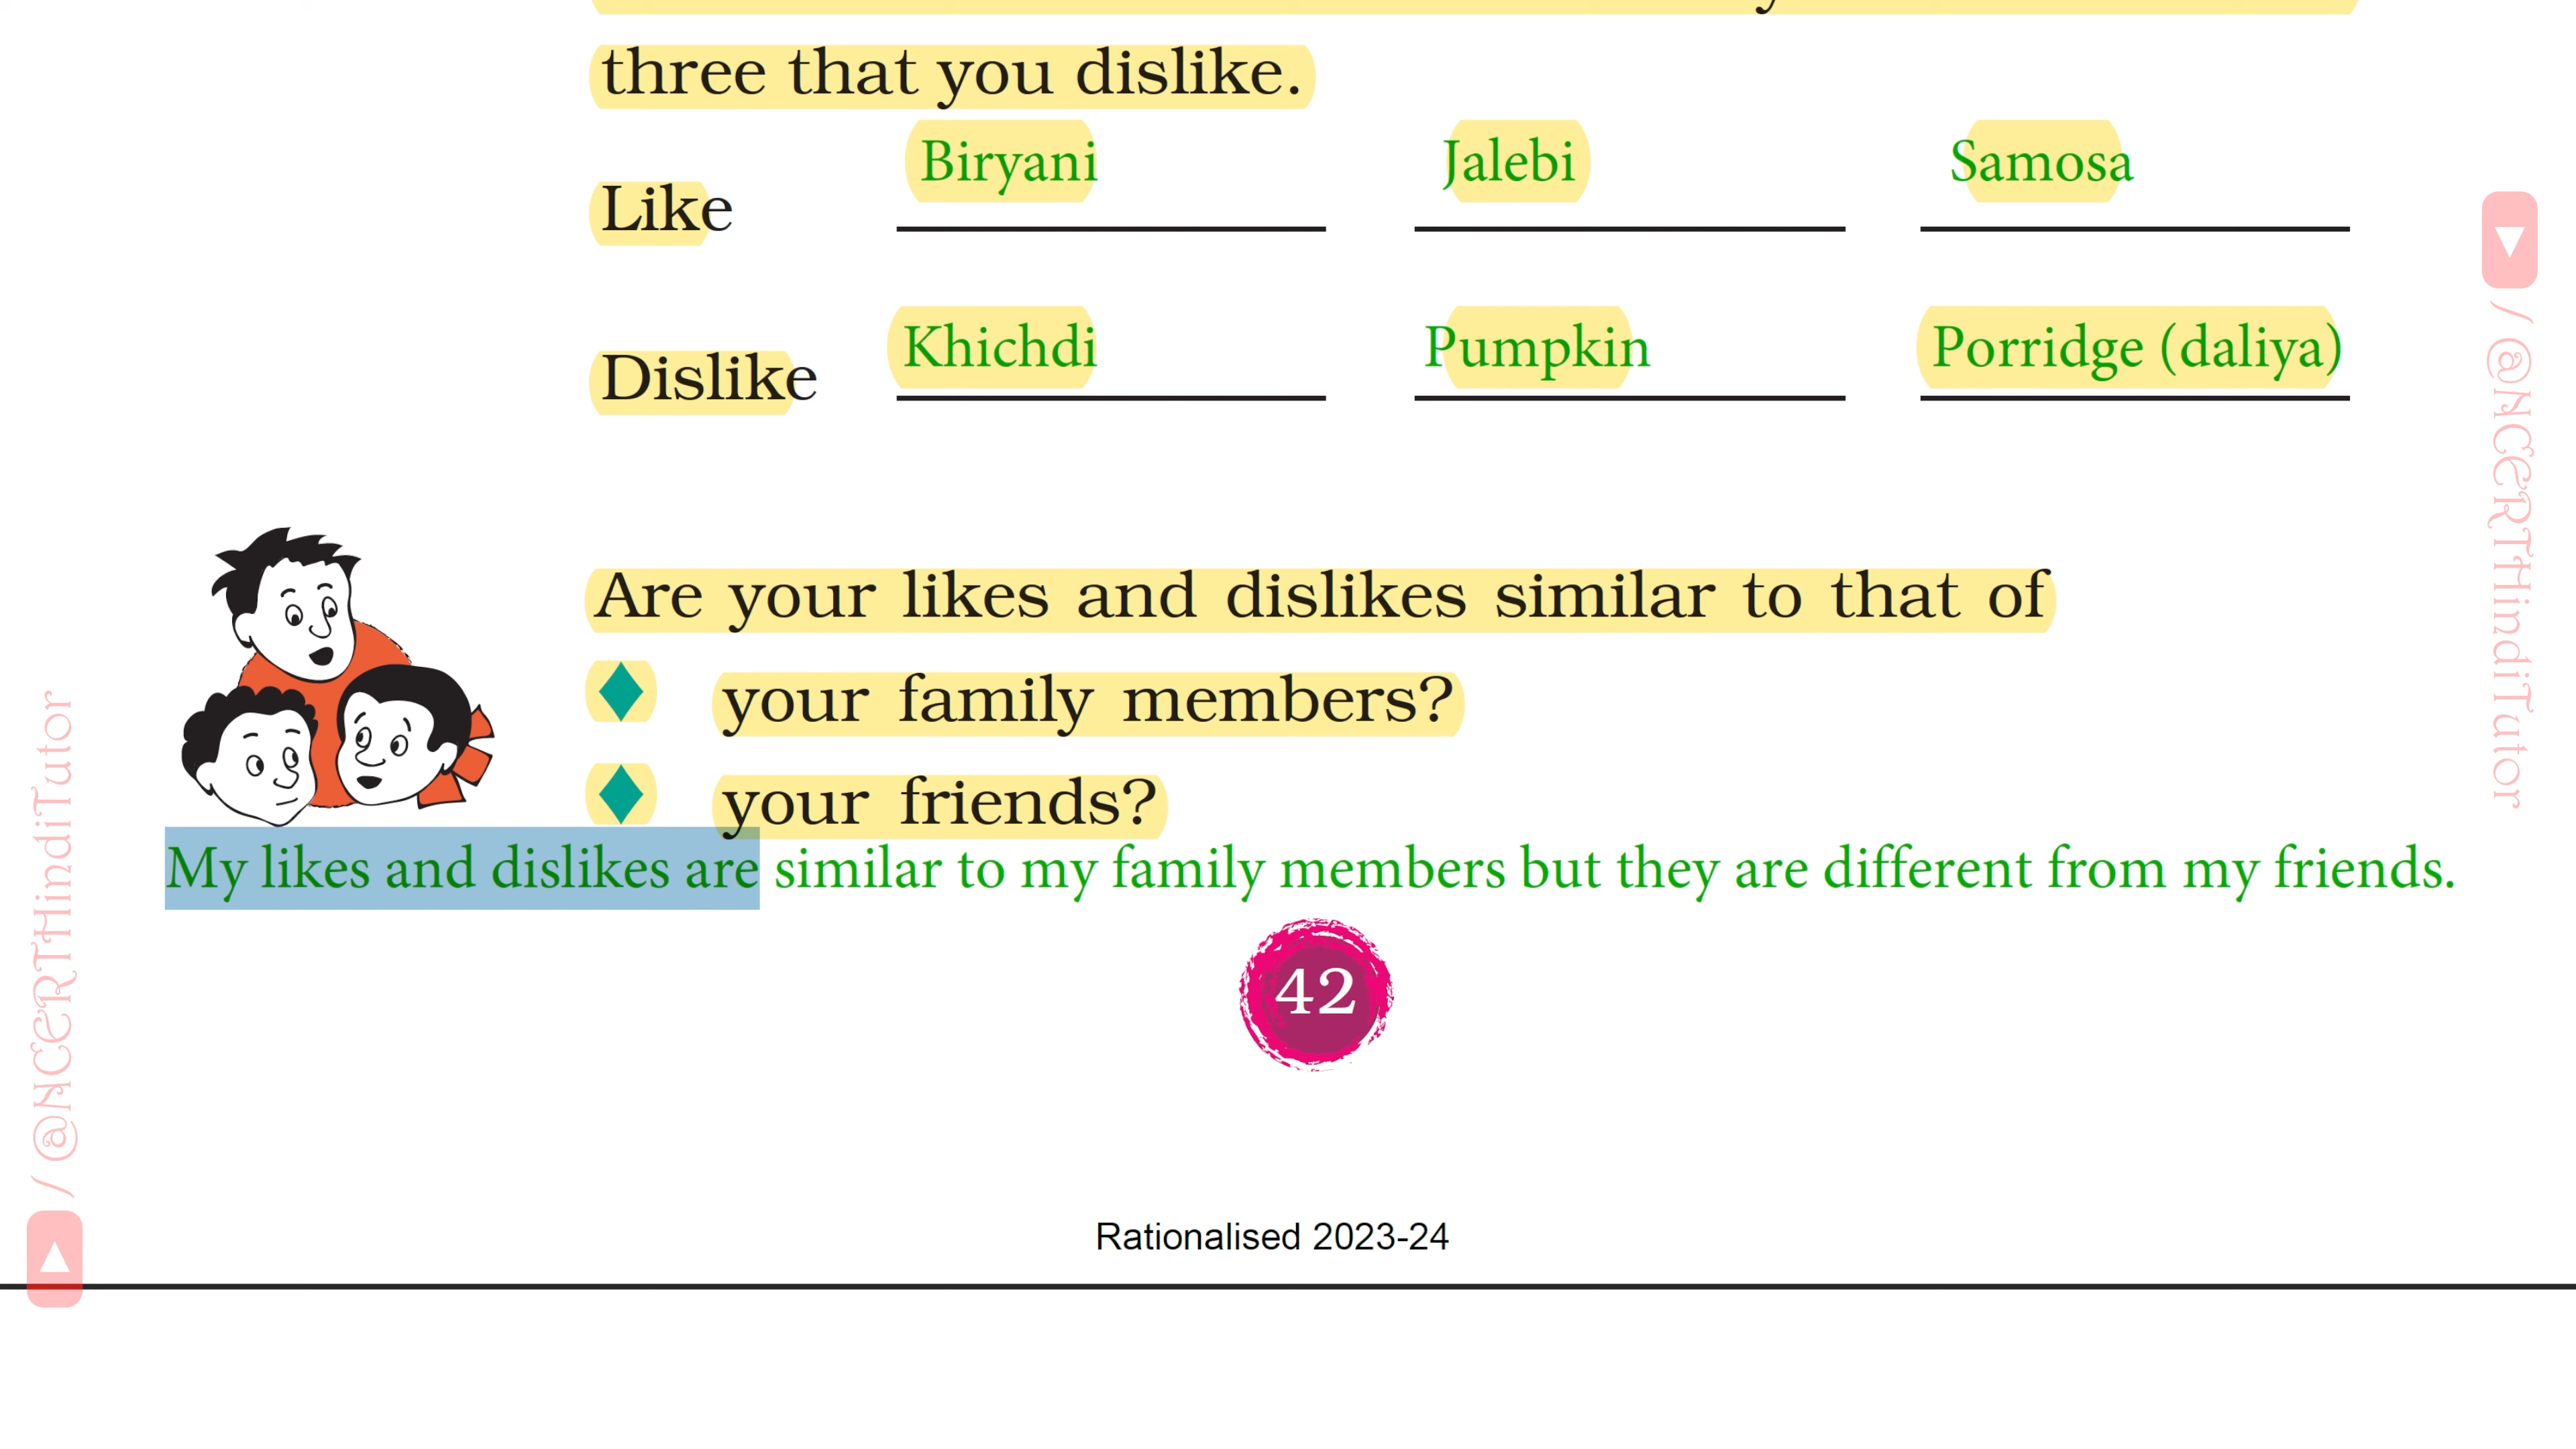 three that you dislike.
Biryani Jalebi Samosa
Like
Khichdi Pumpkin Porridge (daliya)
Dislike
Are your likes and dislikes similar to that of
your family members?
your friends?
My likes and dislikes are similar to my family members but they are different from my friends.
42
Rationalised 2023-24
/ @NCERTHindiTutor
/ @NCERTHindiTutor